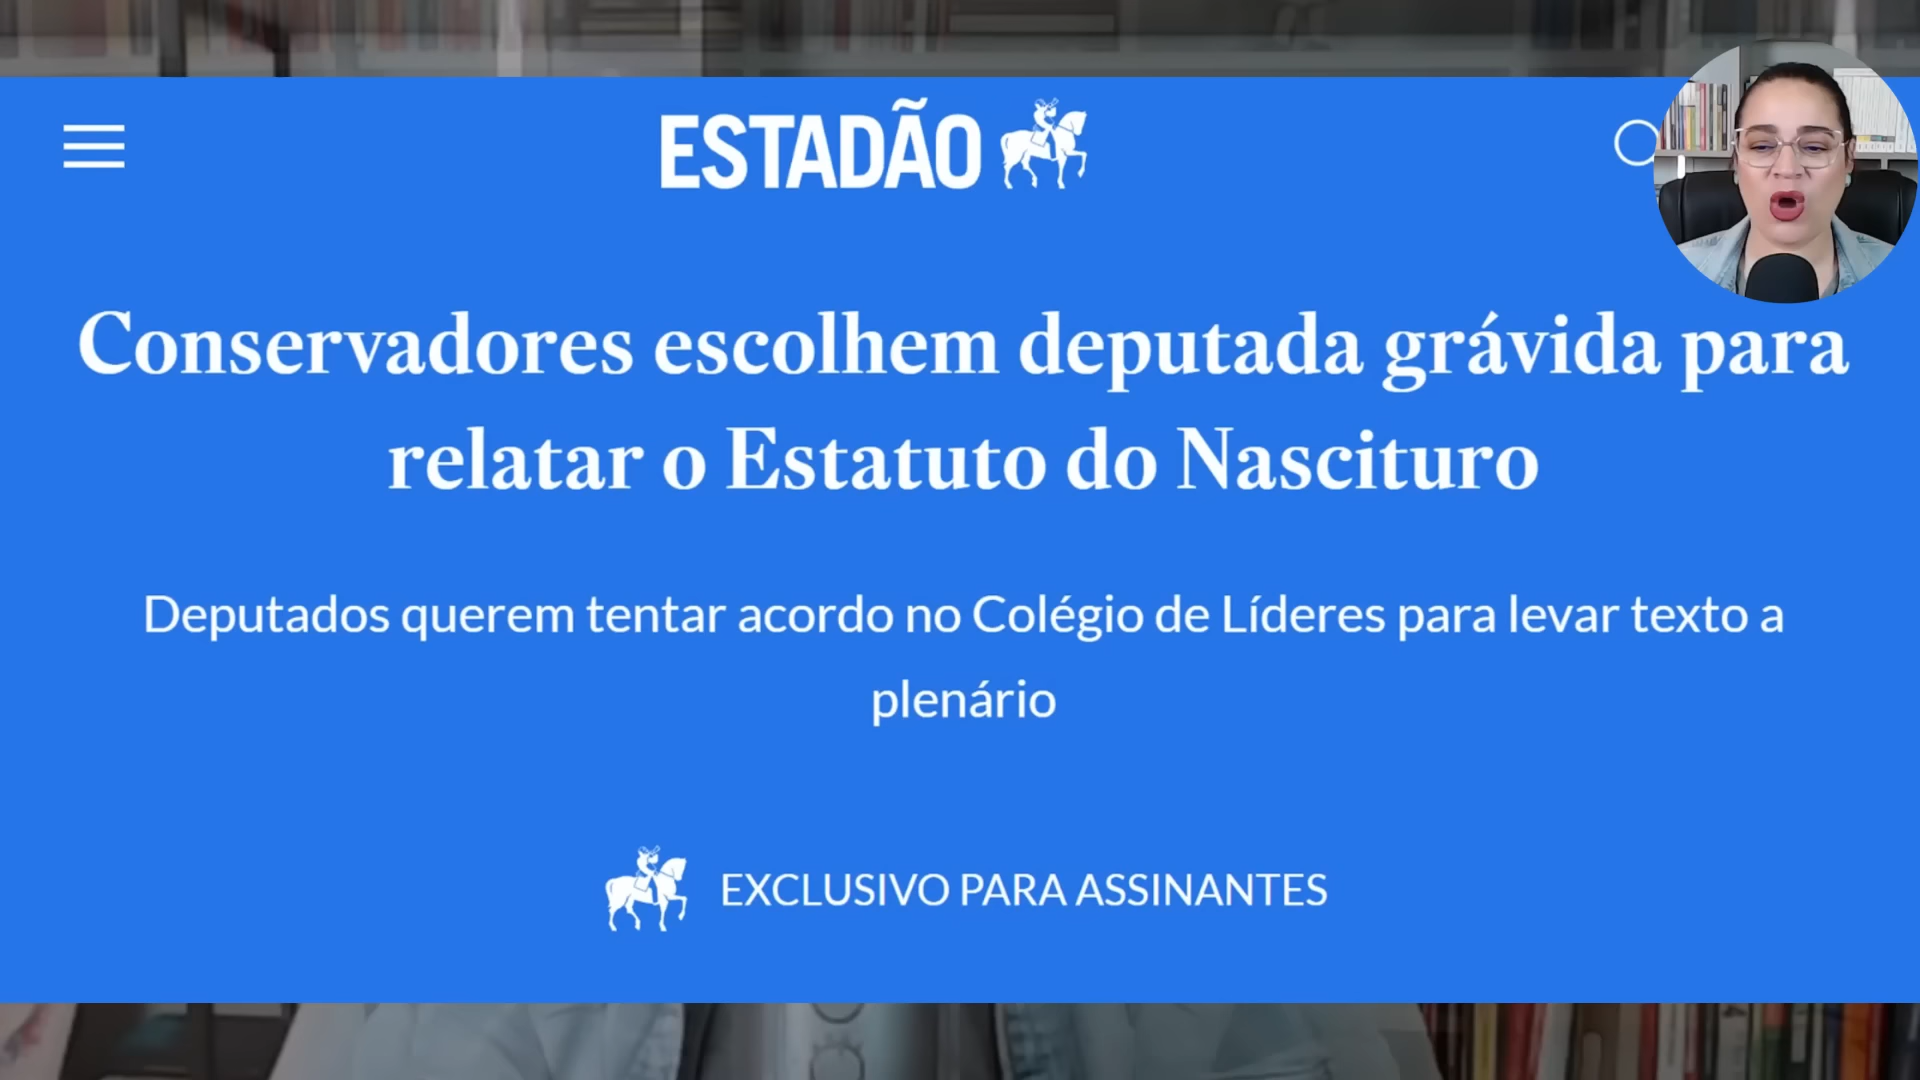 ESTADÃO
Conservadores escolhem deputada grávida para
relatar o Estatuto do Nascituro
Deputados querem tentar acordo no Colégio de Líderes para levar texto a
plenário
EXCLUSIVO PARA ASSINANTES